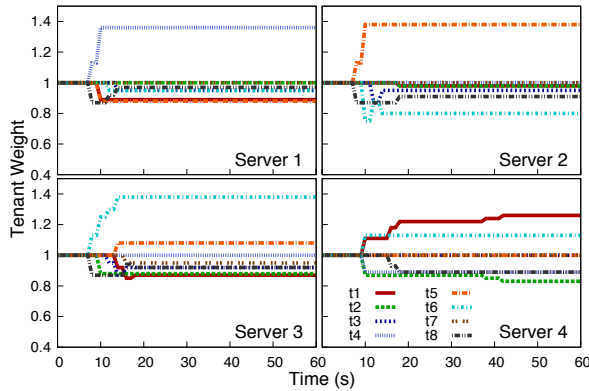 Tenant Weight
1.4
1.2
1
0.8
0.6
0.4
Server 1
Server 2
1.4
1.2
1
0.8
0.6
0.4
Server 3
t1 t5
t2 t6
t3 t7
t4 t8
Server 4
0 10 20 30 40 50 60 10 20 30 40 50 60
Time (s)